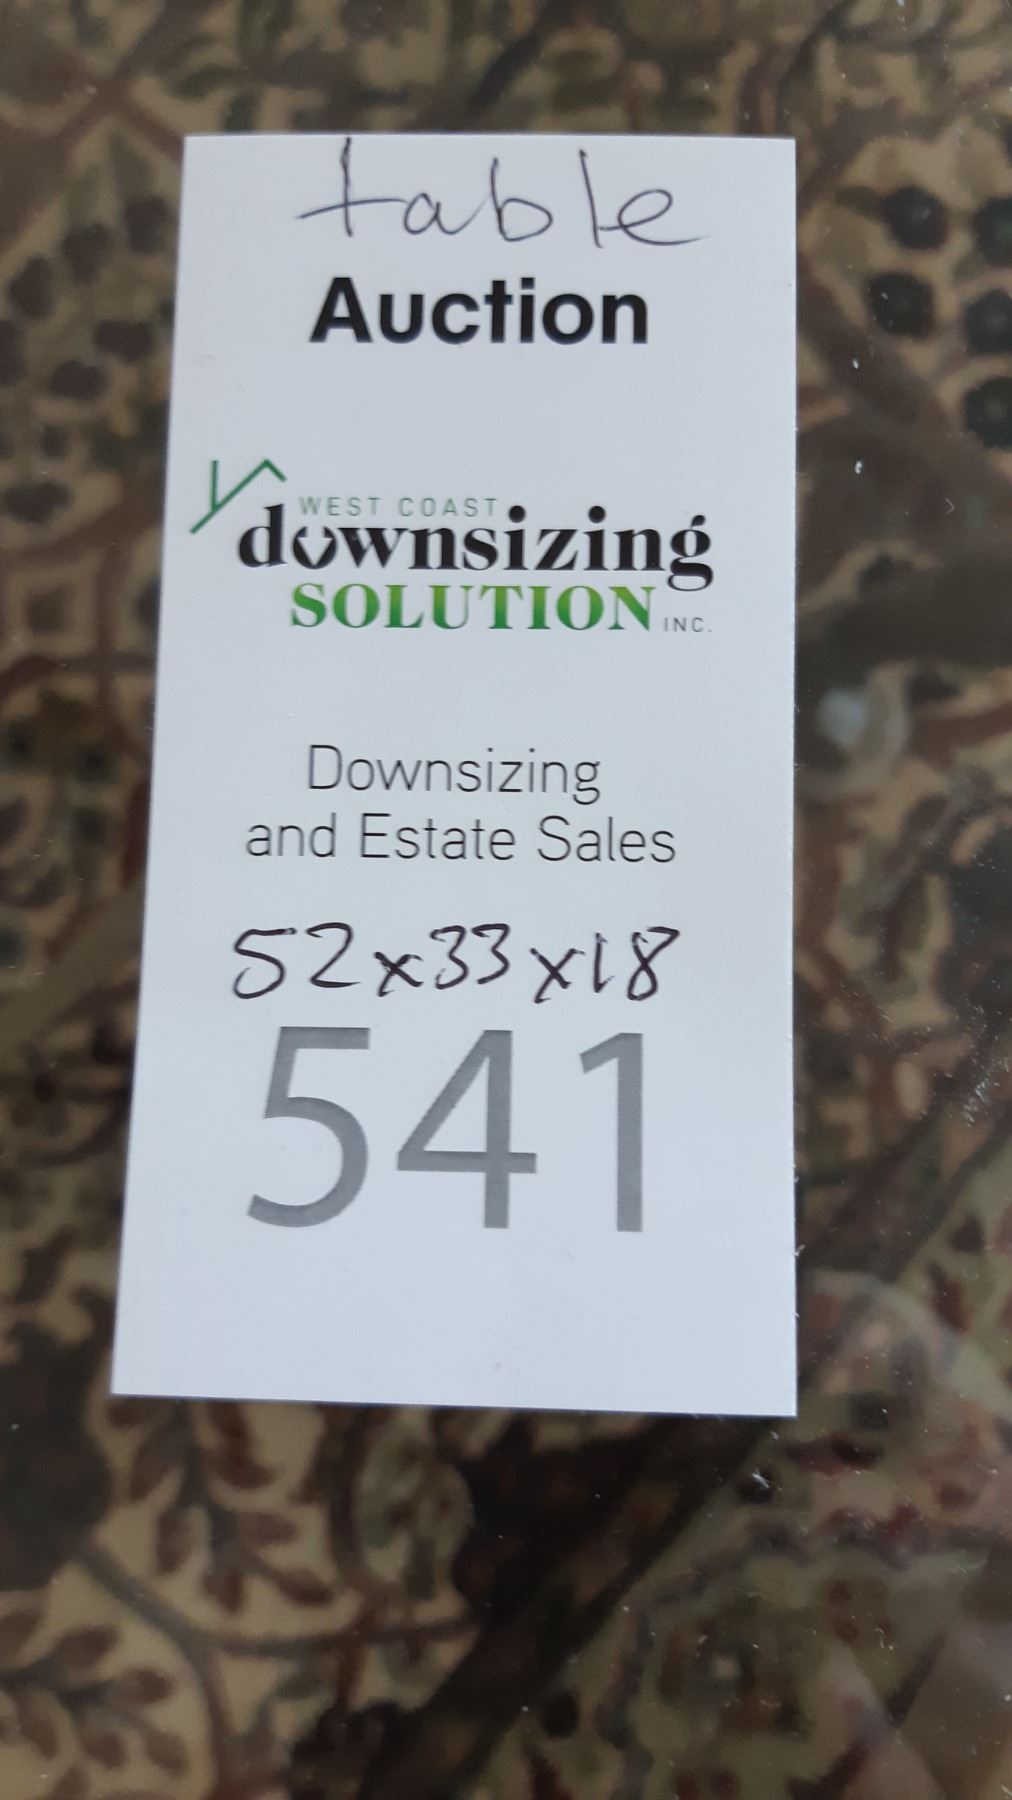 table
Auction
WEST COAST
downsizing
SOLUTION INC.
Downsizing
and Estate Sales
52x33x18
541